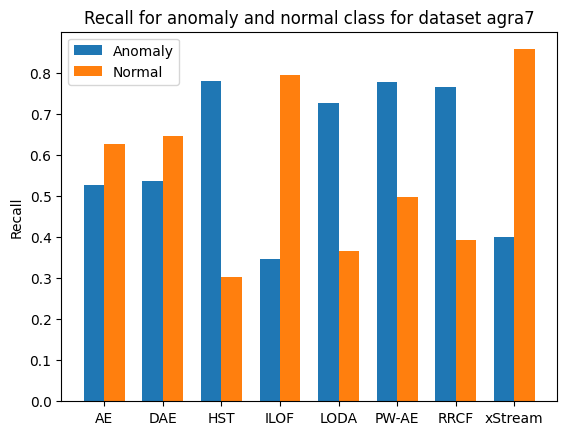 Recall for anomaly and normal class for dataset agra7
Anomaly
Normal
Recall
0.8
0.7
0.6
0.5
0.4
0.3
0.2
0.1
0.0
AE DAE HST ILOF LODA PW-AE RRCF xStream